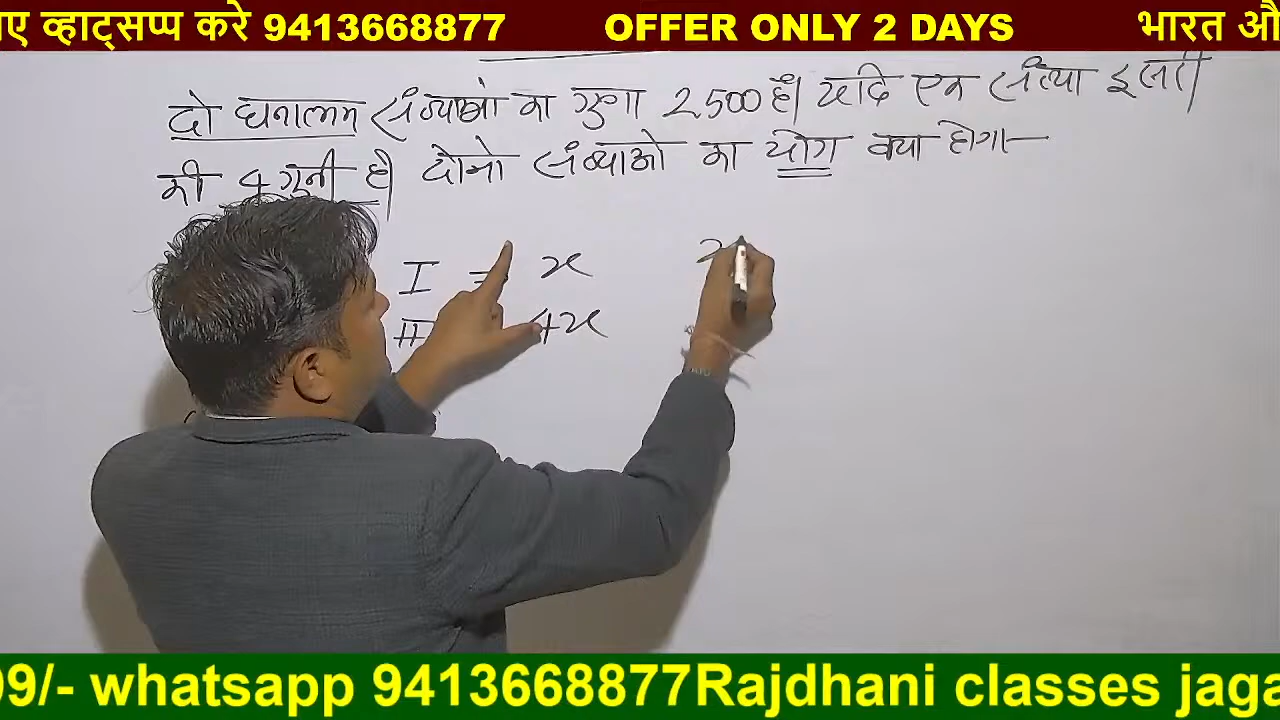 ए व्हाट्सप्प करे 9413668877 OFFER ONLY 2 DAYS भारत औ
दो धनात्मक संख्याओं का गुणा 2500 है। यदि एक संख्या दूसरी
की 4 गुनी है। दोनो संख्याओ का योग क्या होगा—
I = x
II 4x
99/- whatsapp 9413668877Rajdhani classes jaga